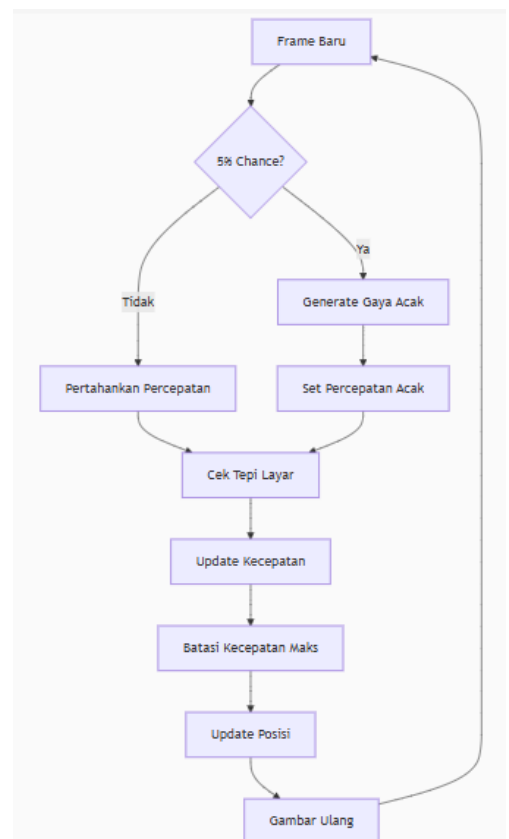 Frame Baru
5% Chance?
Ya
Tidak
Generate Gaya Acak
Pertahankan Percepatan
Set Percepatan Acak
Cek Tepi Layar
Update Kecepatan
Batasi Kecepatan Maks
Update Posisi
Gambar Ulang